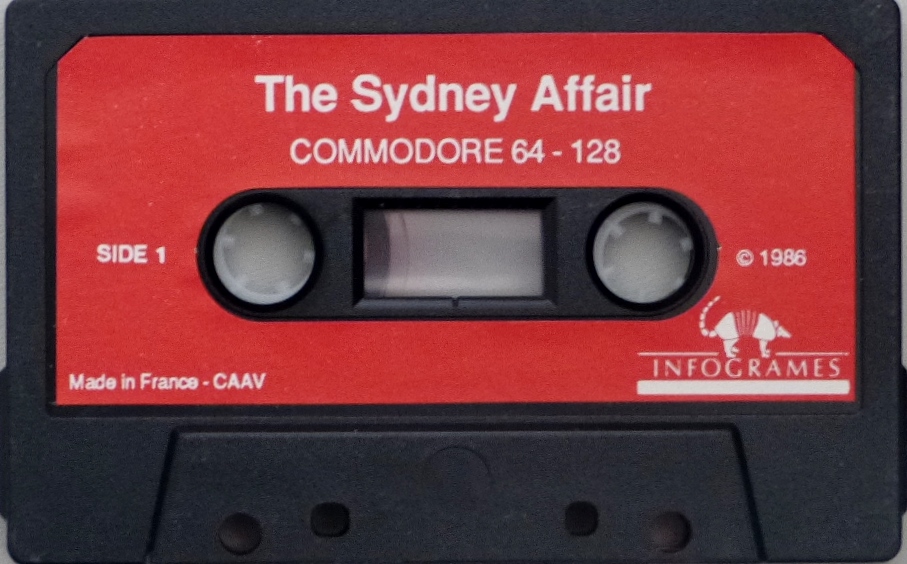 The Sydney Affair
COMMODORE 64 - 128
SIDE 1
© 1986
INFOGRAMES
Made in France - CAAV